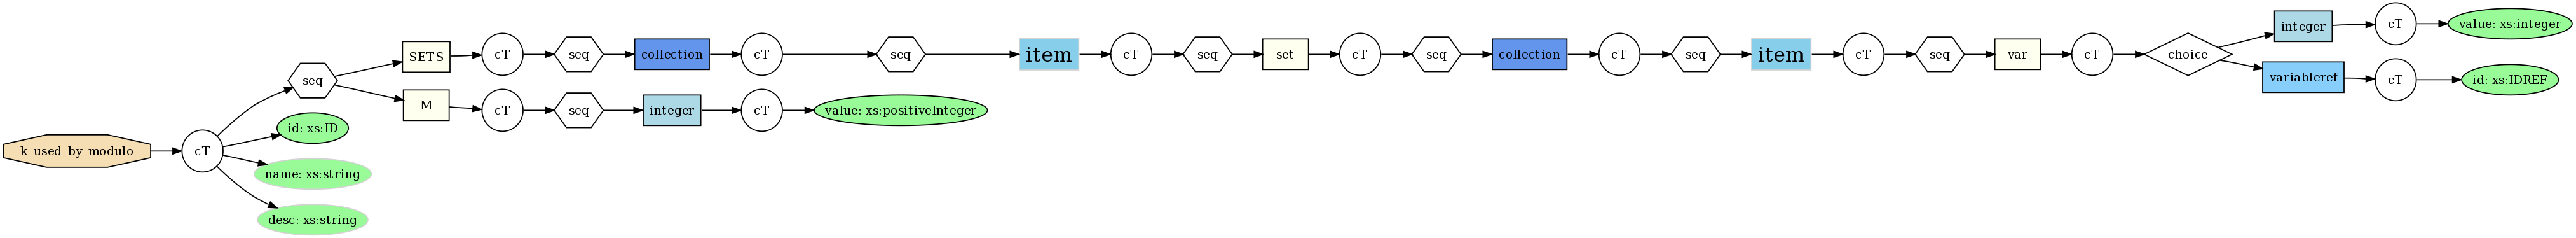 k_used_by_modulo
cT
seq
SETS
cT
seq
collection
cT
seq
item
cT
seq
set
cT
seq
collection
cT
seq
item
cT
seq
var
cT
choice
integer
cT
value: xs:integer
variableref
cT
id: xs:IDREF
M
cT
seq
integer
cT
value: xs:positiveInteger
id: xs:ID
name: xs:string
desc: xs:string